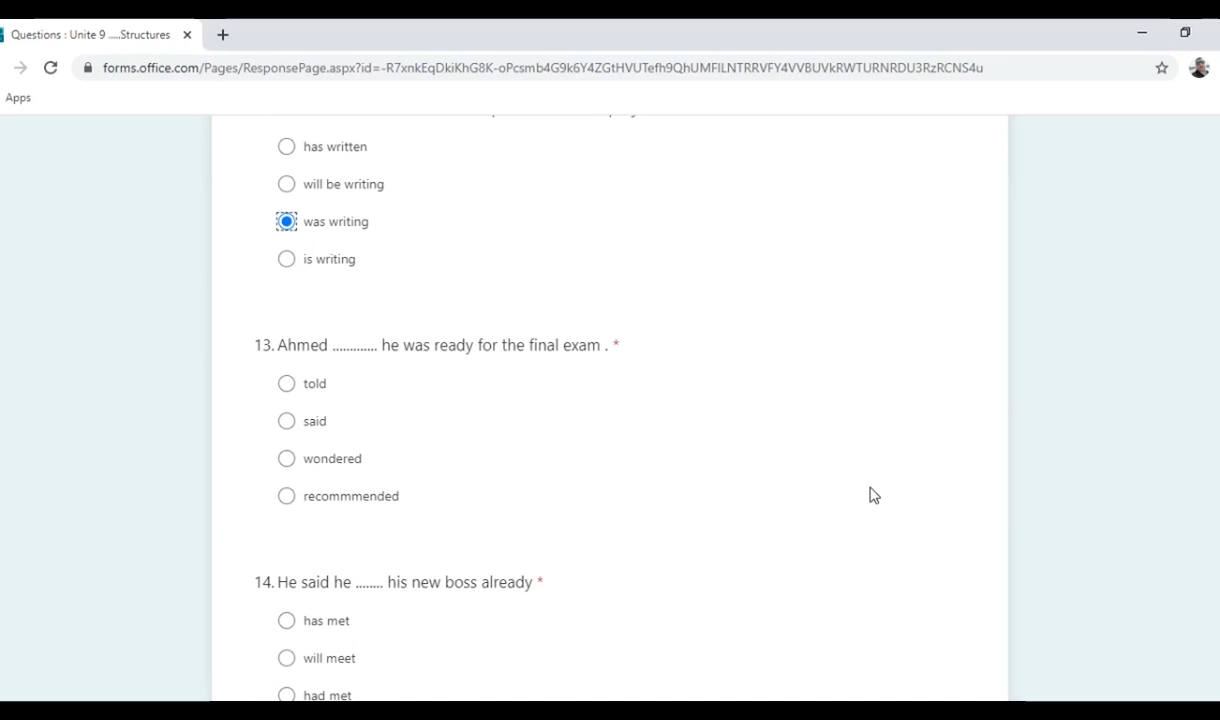 Questions : Unite 9 .....Structures
forms.office.com/Pages/ResponsePage.aspx?id=-R7xnkEqDkiKhG8K-oPcsmb4G9k6Y4ZGtHVUTefh9QhUMFlLNTRRVFY4VVBUVkRWTURNRDU3RzRCNS4u
Apps
has written
will be writing
was writing
is writing
13. Ahmed ............. he was ready for the final exam . *
told
said
wondered
recommmended
14. He said he ........ his new boss already *
has met
will meet
had met